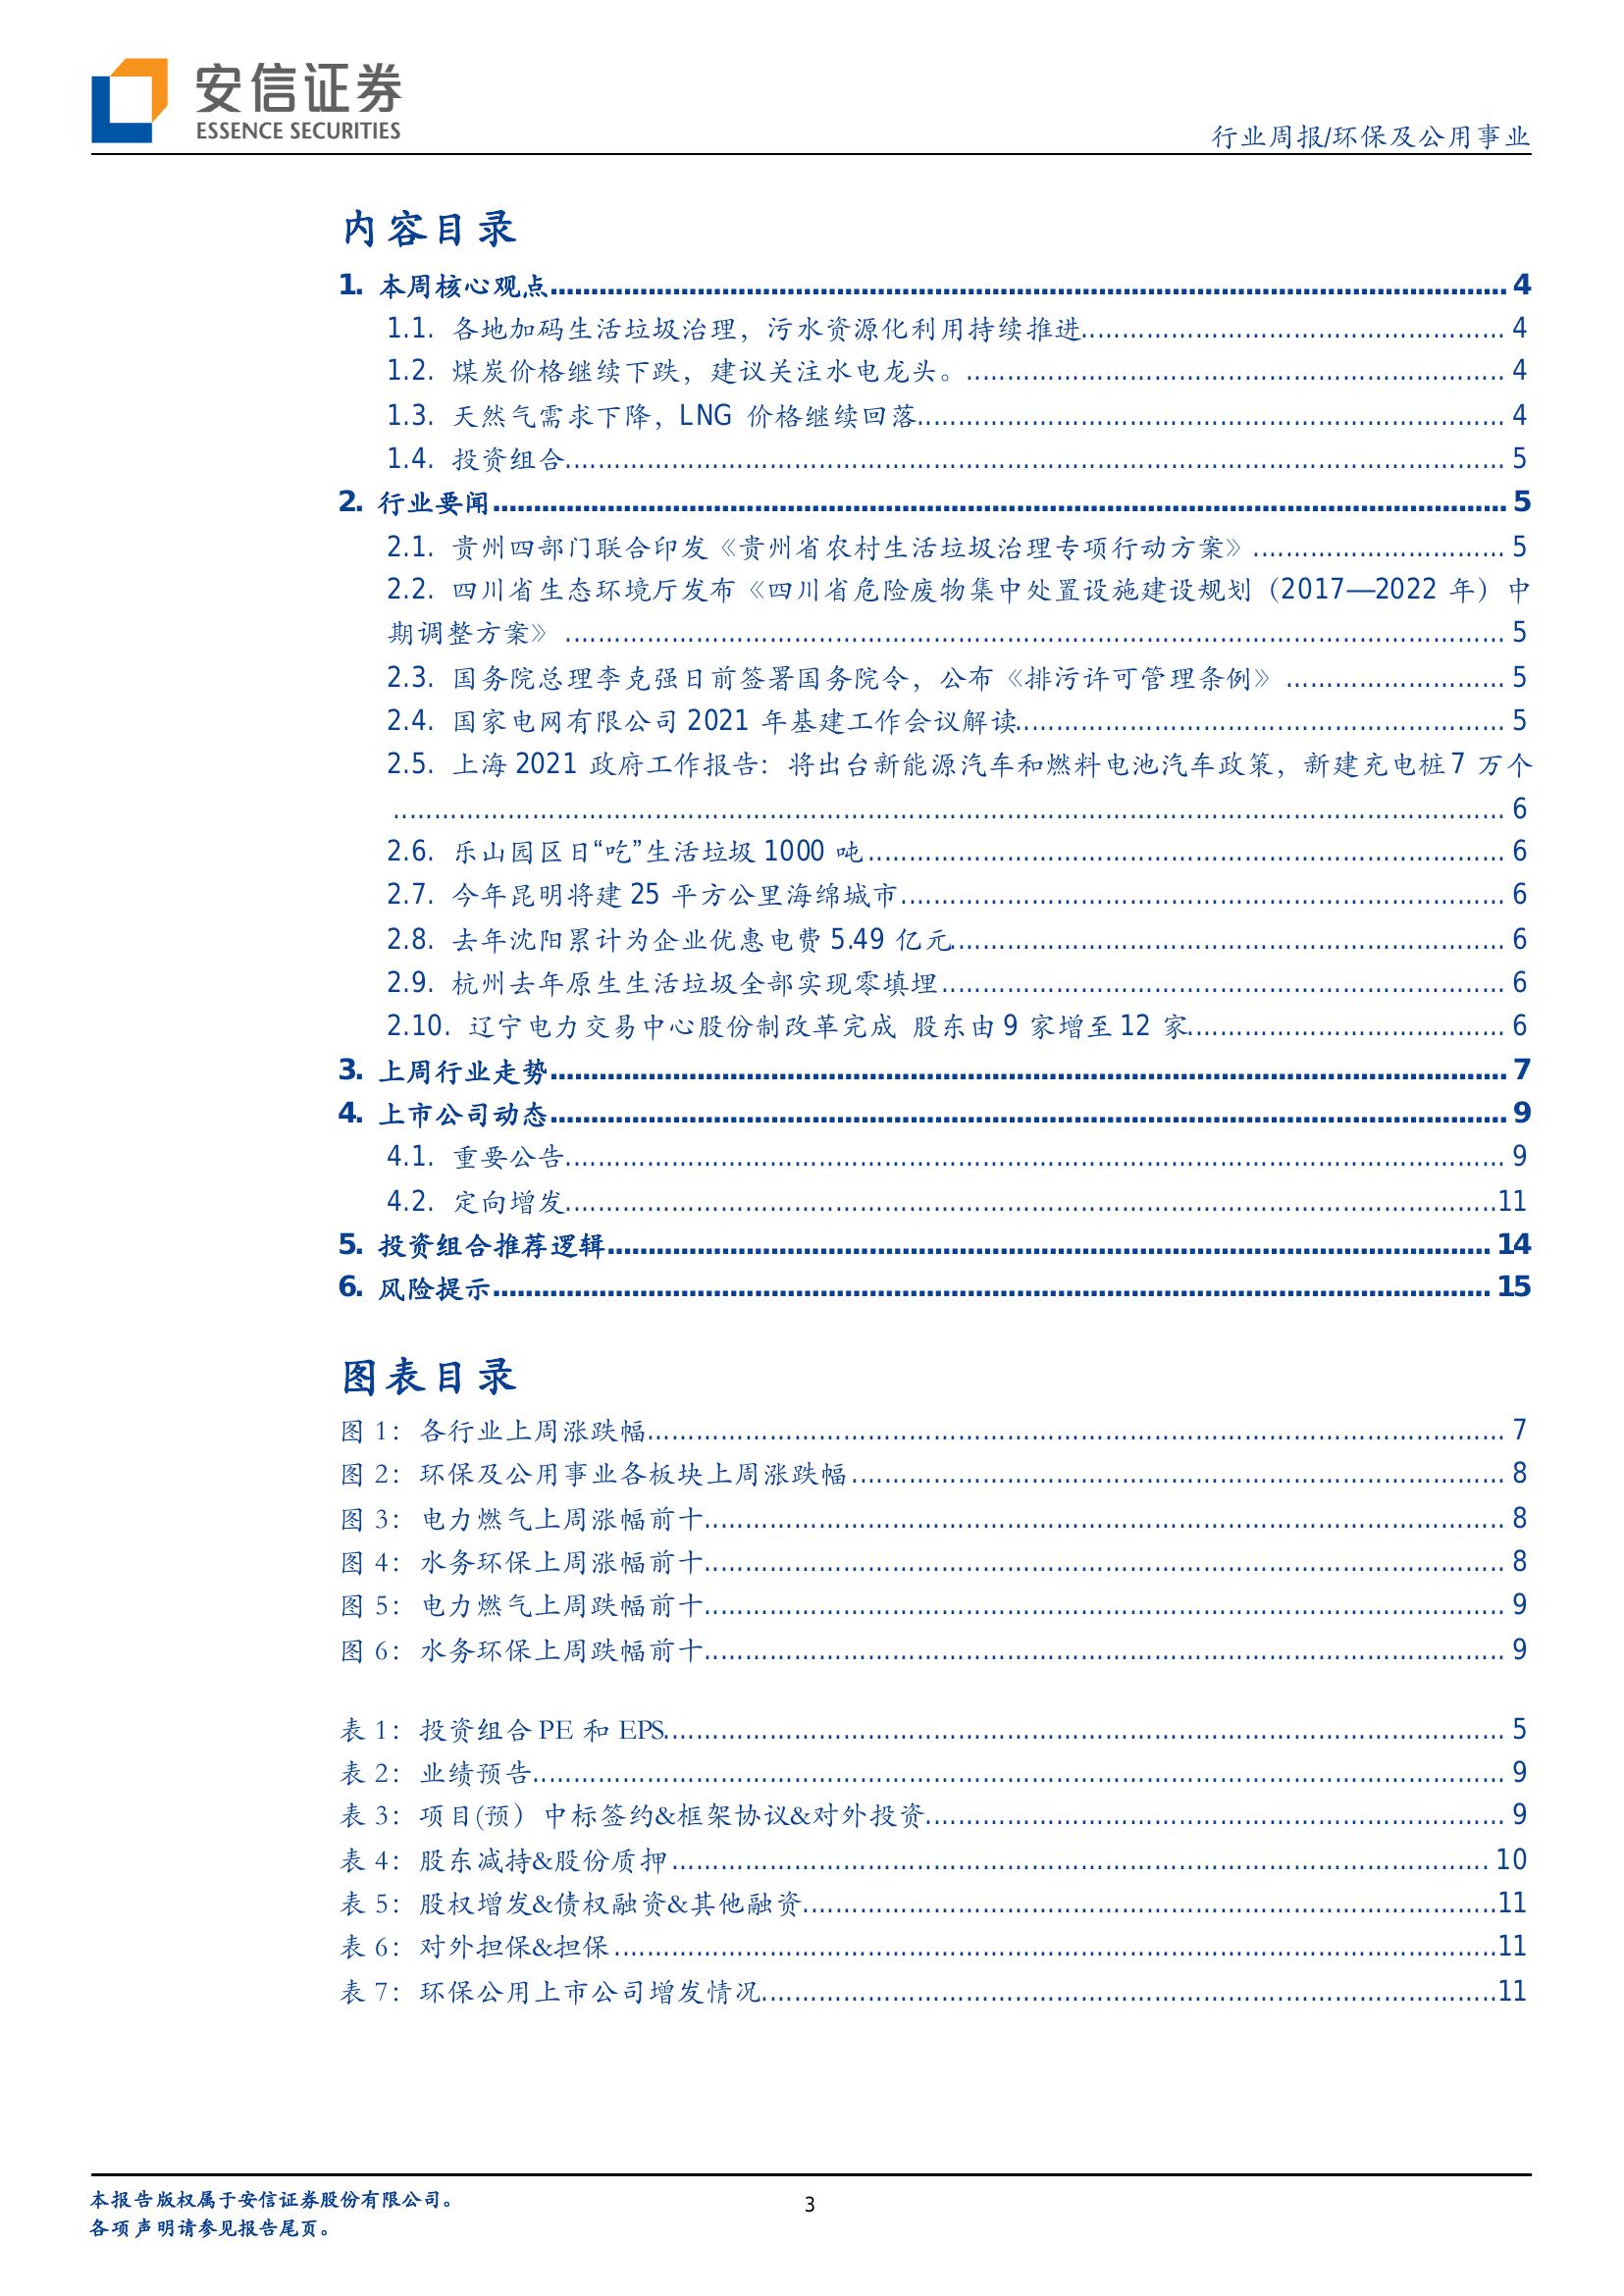 安信证券
ESSENCE SECURITIES
行业周报/环保及公用事业
内容目录
1. 本周核心观点 4
1.1. 各地加码生活垃圾治理，污水资源化利用持续推进 4
1.2. 煤炭价格继续下跌，建议关注水电龙头。 4
1.3. 天然气需求下降，LNG 价格继续回落 4
1.4. 投资组合 5
2. 行业要闻 5
2.1. 贵州四部门联合印发《贵州省农村生活垃圾治理专项行动方案》 5
2.2. 四川省生态环境厅发布《四川省危险废物集中处置设施建设规划（2017—2022 年）中
期调整方案》 5
2.3. 国务院总理李克强日前签署国务院令，公布《排污许可管理条例》 5
2.4. 国家电网有限公司 2021 年基建工作会议解读 5
2.5. 上海 2021 政府工作报告：将出台新能源汽车和燃料电池汽车政策，新建充电桩 7 万个
6
2.6. 乐山园区日“吃”生活垃圾 1000 吨 6
2.7. 今年昆明将建 25 平方公里海绵城市 6
2.8. 去年沈阳累计为企业优惠电费 5.49 亿元 6
2.9. 杭州去年原生生活垃圾全部实现零填埋 6
2.10. 辽宁电力交易中心股份制改革完成 股东由 9 家增至 12 家 6
3. 上周行业走势 7
4. 上市公司动态 9
4.1. 重要公告 9
4.2. 定向增发 11
5. 投资组合推荐逻辑 14
6. 风险提示 15
图表目录
图 1：各行业上周涨跌幅 7
图 2：环保及公用事业各板块上周涨跌幅 8
图 3：电力燃气上周涨幅前十 8
图 4：水务环保上周涨幅前十 8
图 5：电力燃气上周跌幅前十 9
图 6：水务环保上周跌幅前十 9
表 1：投资组合 PE 和 EPS 5
表 2：业绩预告 9
表 3：项目(预）中标签约&框架协议&对外投资 9
表 4：股东减持&股份质押 10
表 5：股权增发&债权融资&其他融资 11
表 6：对外担保&担保 11
表 7：环保公用上市公司增发情况 11
本报告版权属于安信证券股份有限公司。
3
各项声明请参见报告尾页。